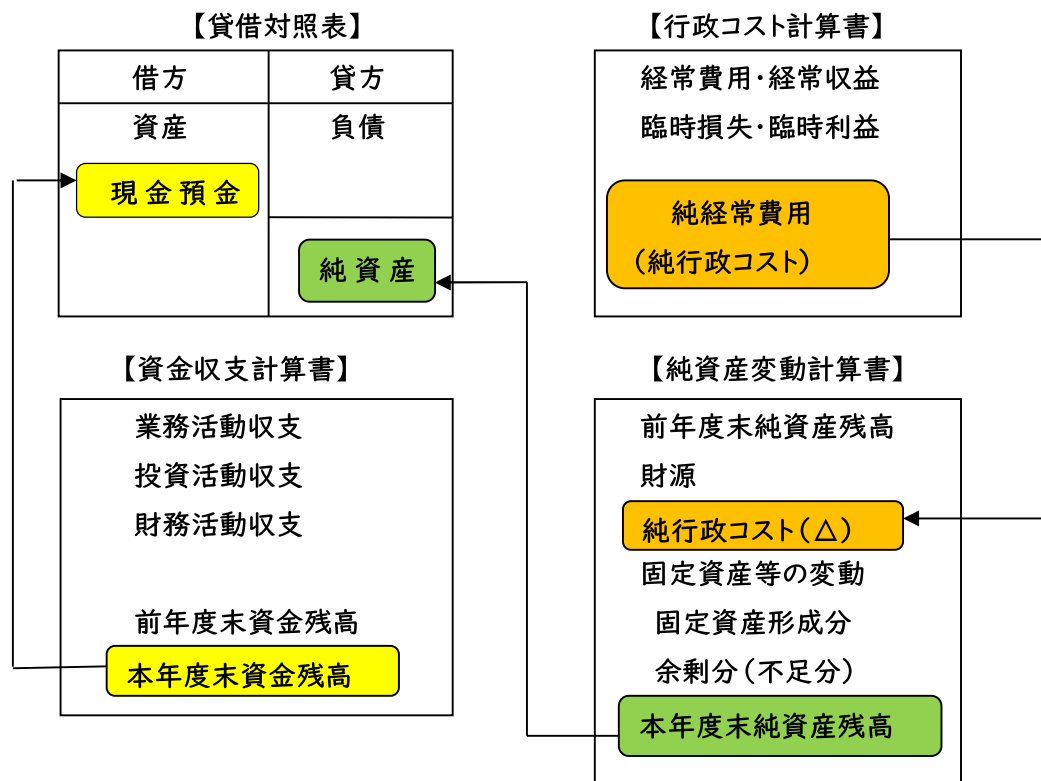 【貸借対照表】
借方
貸方
資産
負債
現金預金
純資産
【行政コスト計算書】
経常費用・経常収益
臨時損失・臨時利益
純経常費用
(純行政コスト)
【資金収支計算書】
業務活動収支
投資活動収支
財務活動収支
前年度末資金残高
本年度末資金残高
【純資産変動計算書】
前年度末純資産残高
財源
純行政コスト(△)
固定資産等の変動
固定資産形成分
余剰分(不足分)
本年度末純資産残高